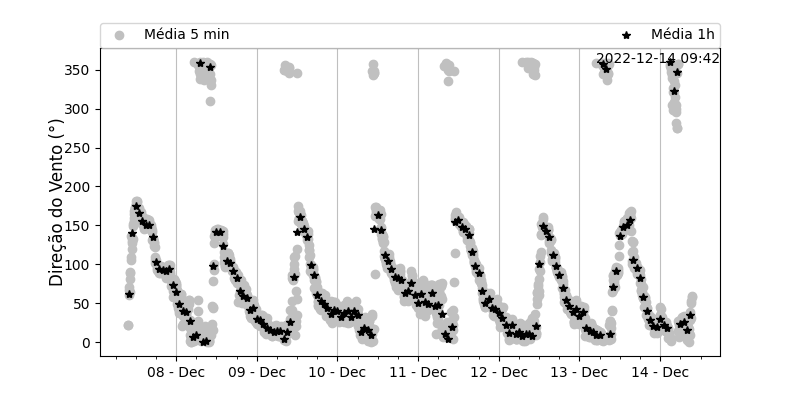 Média 5 min
Média 1h
2022-12-14 09:42
350
300
250
200
150
100
50
0
Direção do Vento (°)
08 - Dec
09 - Dec
10 - Dec
11 - Dec
12 - Dec
13 - Dec
14 - Dec